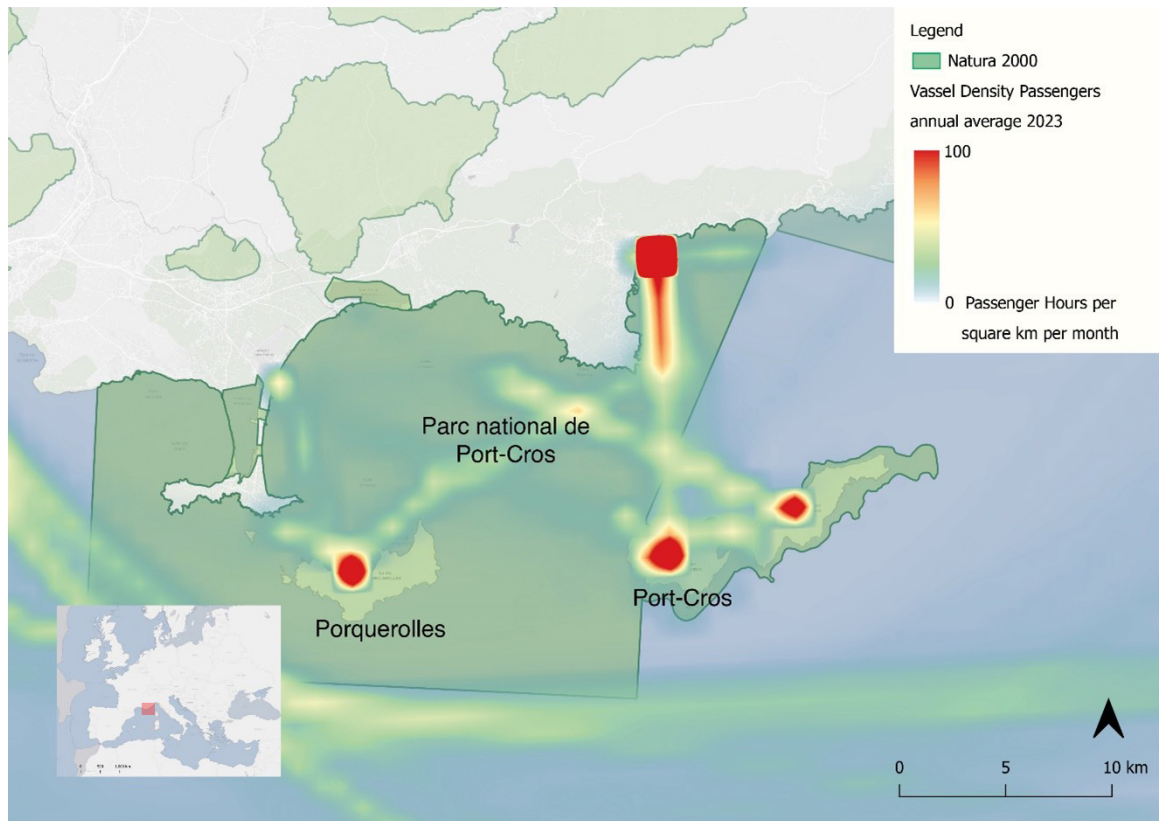 Legend
Natura 2000
Vassel Density Passengers
annual average 2023
100
0 Passenger Hours per
square km per month
Parc national de
Port-Cros
Porquerolles
Port-Cros
0 5 10 km